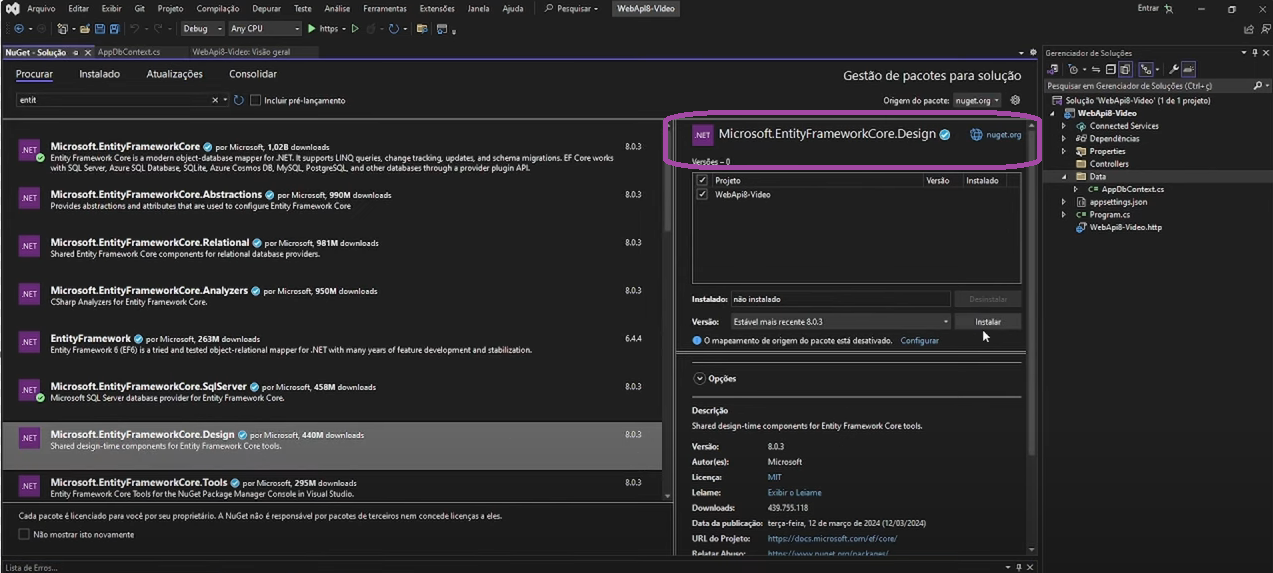 Arquivo Editar Exibir Git Projeto Compilação Depurar Teste Análise Ferramentas Extensões Janela Ajuda Pesquisar WebApi8-Video Entrar
Debug Any CPU https
NuGet - Solução AppDbContext.cs WebApi8-Video: Visão geral
Procurar Instalado Atualizações Consolidar
Gestão de pacotes para solução
entit
Incluir pré-lançamento
Origem do pacote: nuget.org
.NET
Microsoft.EntityFrameworkCore por Microsoft, 1,02B downloads 8.0.3
Entity Framework Core is a modern object-database mapper for .NET. It supports LINQ queries, change tracking, updates, and schema migrations. EF Core works
with SQL Server, Azure SQL Database, SQLite, Azure Cosmos DB, MySQL, PostgreSQL, and other databases through a provider plugin API.
.NET
Microsoft.EntityFrameworkCore.Abstractions por Microsoft, 990M downloads 8.0.3
Provides abstractions and attributes that are used to configure Entity Framework Core
.NET
Microsoft.EntityFrameworkCore.Relational por Microsoft, 981M downloads 8.0.3
Shared Entity Framework Core components for relational database providers.
.NET
Microsoft.EntityFrameworkCore.Analyzers por Microsoft, 950M downloads 8.0.3
CSharp Analyzers for Entity Framework Core.
.NET
EntityFramework por Microsoft, 263M downloads 6.4.4
Entity Framework 6 (EF6) is a tried and tested object-relational mapper for .NET with many years of feature development and stabilization.
.NET
Microsoft.EntityFrameworkCore.SqlServer por Microsoft, 458M downloads 8.0.3
Microsoft SQL Server database provider for Entity Framework Core.
.NET
Microsoft.EntityFrameworkCore.Design por Microsoft, 440M downloads 8.0.3
Shared design-time components for Entity Framework Core tools.
.NET
Microsoft.EntityFrameworkCore.Tools por Microsoft, 295M downloads 8.0.3
Entity Framework Core Tools for the NuGet Package Manager Console in Visual Studio.
Cada pacote é licenciado para você por seu proprietário. A NuGet não é responsável por pacotes de terceiros nem concede licenças a eles.
Não mostrar isto novamente
Lista de Erros...
.NET Microsoft.EntityFrameworkCore.Design nuget.org
Versões – 0
Projeto Versão Instalado
WebApi8-Video
Instalado: não instalado Desinstalar
Versão: Estável mais recente 8.0.3 Instalar
O mapeamento de origem do pacote está desativado. Configurar
Opções
Descrição
Shared design-time components for Entity Framework Core tools.
Versão: 8.0.3
Autor(es): Microsoft
Licença: MIT
Leiame: Exibir o Leiame
Downloads: 439.755.118
Data da publicação: terça-feira, 12 de março de 2024 (12/03/2024)
URL do Projeto: https://docs.microsoft.com/ef/core/
Relatar Abuso: https://www.nuget.org/packages/
Gerenciador de Soluções
Pesquisar em Gerenciador de Soluções (Ctrl+ç)
Solução 'WebApi8-Video' (1 de 1 projeto)
WebApi8-Video
Connected Services
Dependências
Properties
Controllers
Data
C# AppDbContext.cs
appsettings.json
C# Program.cs
WebApi8-Video.http